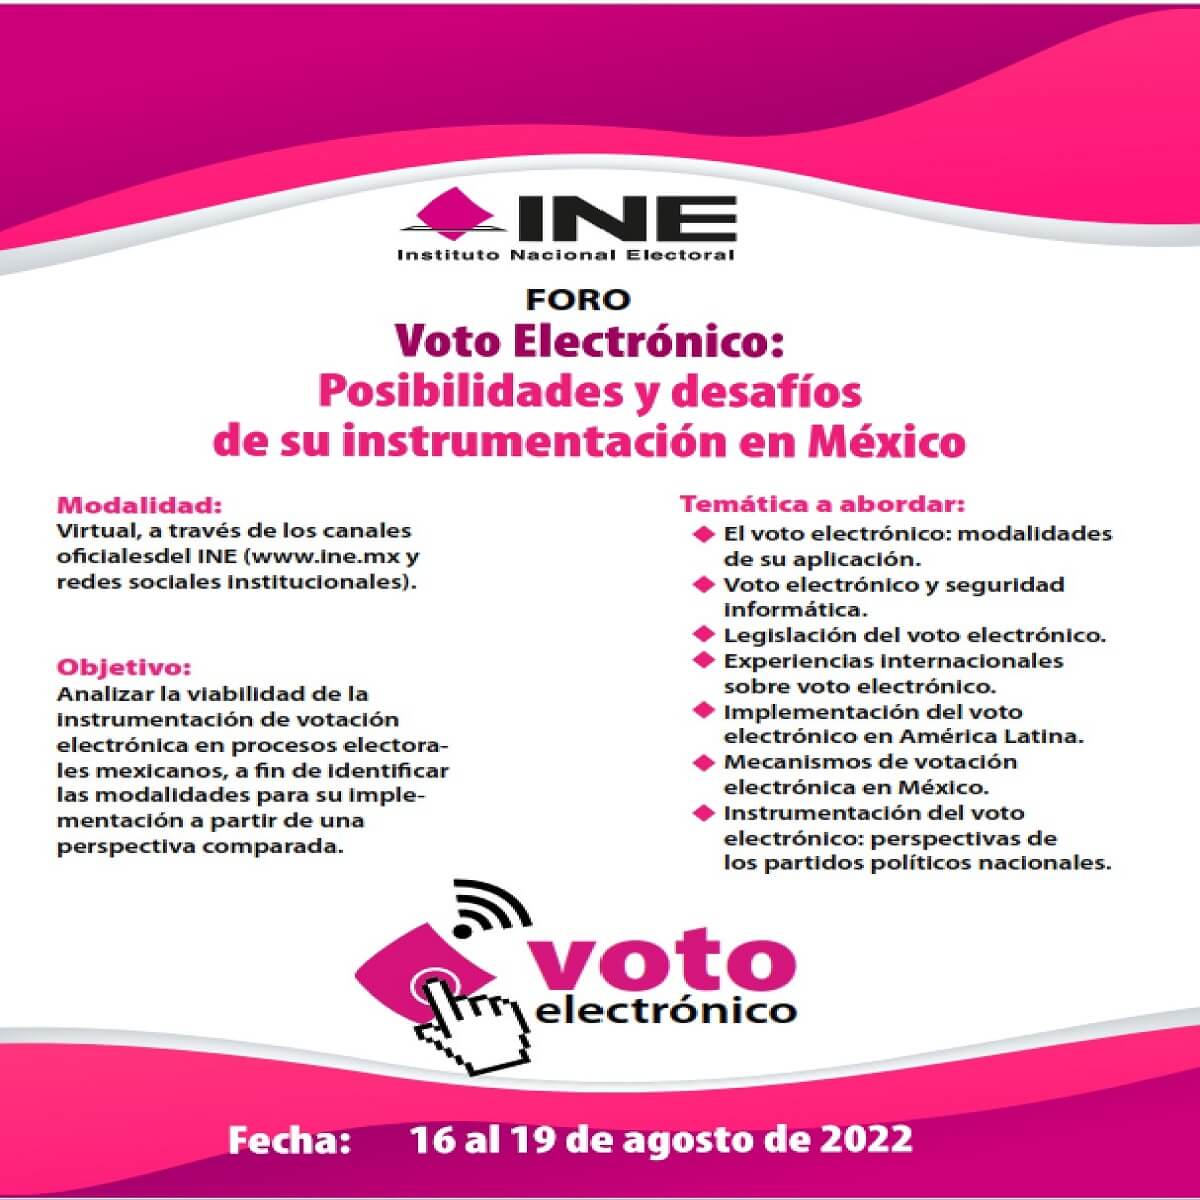 INE
Instituto Nacional Electoral
FORO
Voto Electrónico:
Posibilidades y desafíos
de su instrumentación en México
Modalidad:
Virtual, a través de los canales
oficialesdel INE (www.ine.mx y
redes sociales institucionales).
Objetivo:
Analizar la viabilidad de la
instrumentación de votación
electrónica en procesos electora-
les mexicanos, a fin de identificar
las modalidades para su imple-
mentación a partir de una
perspectiva comparada.
Temática a abordar:
El voto electrónico: modalidades
de su aplicación.
Voto electrónico y seguridad
informática.
Legislación del voto electrónico.
Experiencias internacionales
sobre voto electrónico.
Implementación del voto
electrónico en América Latina.
Mecanismos de votación
electrónica en México.
Instrumentación del voto
electrónico: perspectivas de
los partidos políticos nacionales.
voto
electrónico
Fecha: 16 al 19 de agosto de 2022